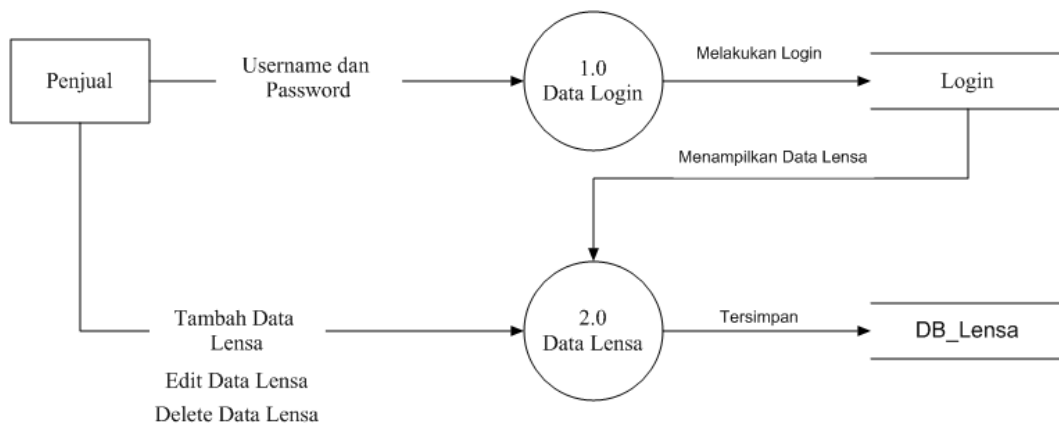 Penjual
Username dan
Password
1.0
Data Login
Melakukan Login
Login
Menampilkan Data Lensa
Tambah Data
Lensa
Edit Data Lensa
Delete Data Lensa
2.0
Data Lensa
Tersimpan
DB_Lensa